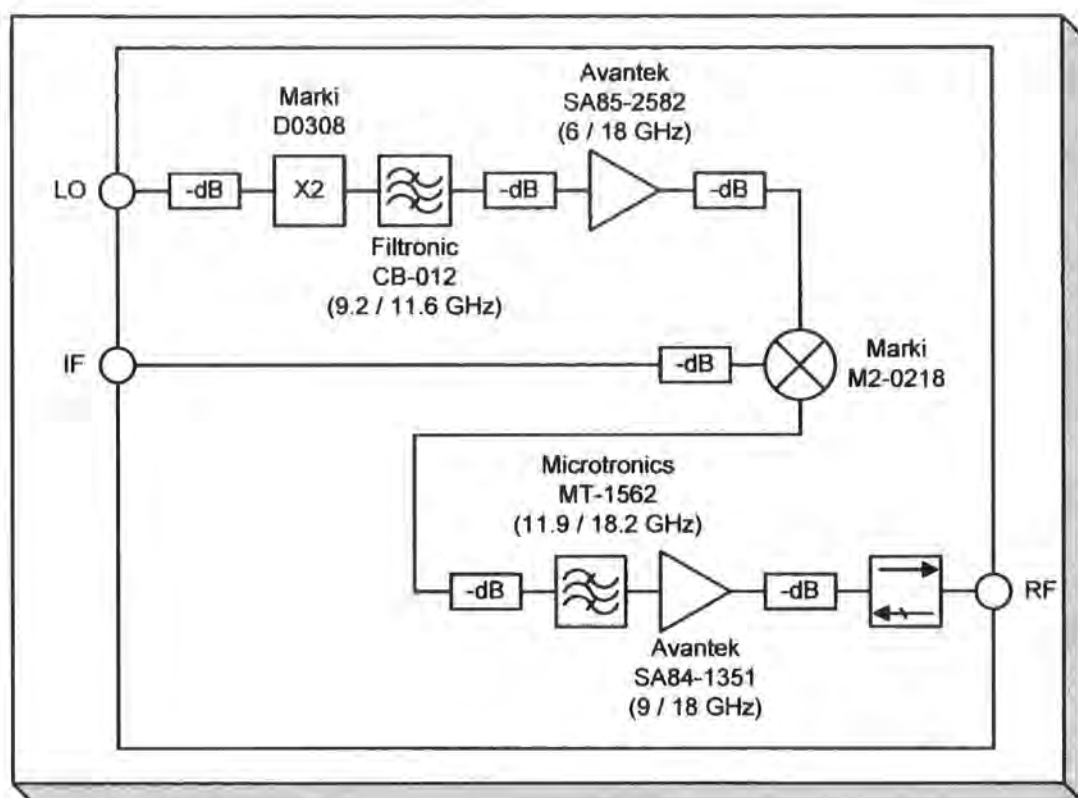 Avantek
SA85-2582
(6 / 18 GHz)
Marki
D0308
LO
-dB
X2
-dB
-dB
Filtronic
CB-012
(9.2 / 11.6 GHz)
IF
-dB
Marki
M2-0218
Microtronics
MT-1562
(11.9 / 18.2 GHz)
-dB
-dB
RF
Avantek
SA84-1351
(9 / 18 GHz)